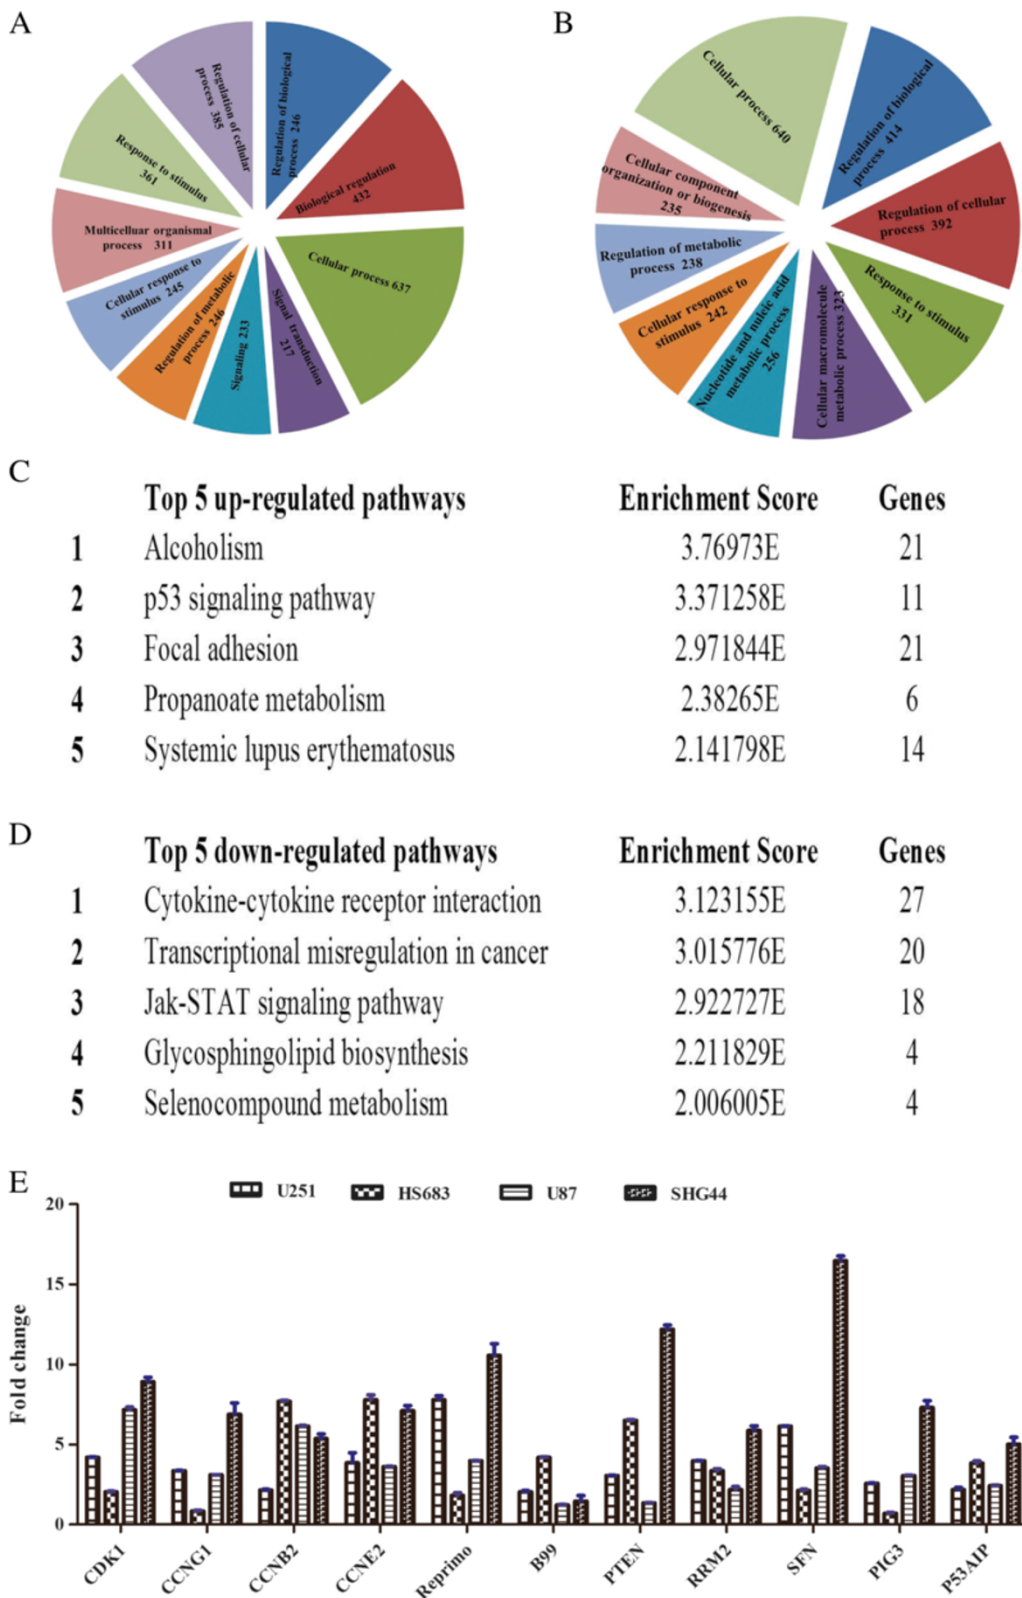 A
B
Regulation of biological
process 246
Biological regulation
432
Cellular process 637
Signal transduction
217
Signaling 233
Regulation of metabolic
process 246
Cellular response to
stimulus 245
Multicelluar organismal
process 311
Response to stimulus
361
Regulation of cellular
process 385
Regulation of biological
process 414
Regulation of cellular
process 392
Response to stimulus
331
Cellular macromolecule
metabolic process 323
Nucleotide and nuleic acid
metabolic process
256
Cellular response to
stimulus 242
Regulation of metabolic
process 238
Cellular component
organization or biogenesis
235
Cellular process 640
C
Top 5 up-regulated pathways Enrichment Score Genes
1 Alcoholism 3.76973E 21
2 p53 signaling pathway 3.371258E 11
3 Focal adhesion 2.971844E 21
4 Propanoate metabolism 2.38265E 6
5 Systemic lupus erythematosus 2.141798E 14
D
Top 5 down-regulated pathways Enrichment Score Genes
1 Cytokine-cytokine receptor interaction 3.123155E 27
2 Transcriptional misregulation in cancer 3.015776E 20
3 Jak-STAT signaling pathway 2.922727E 18
4 Glycosphingolipid biosynthesis 2.211829E 4
5 Selenocompound metabolism 2.006005E 4
E
U251 HS683 U87 SHG44
Fold change
20
15
10
5
0
CDK1 CCNG1 CCNB2 CCNE2 Reprimo B99 PTEN RRM2 SFN PIG3 P53AIP